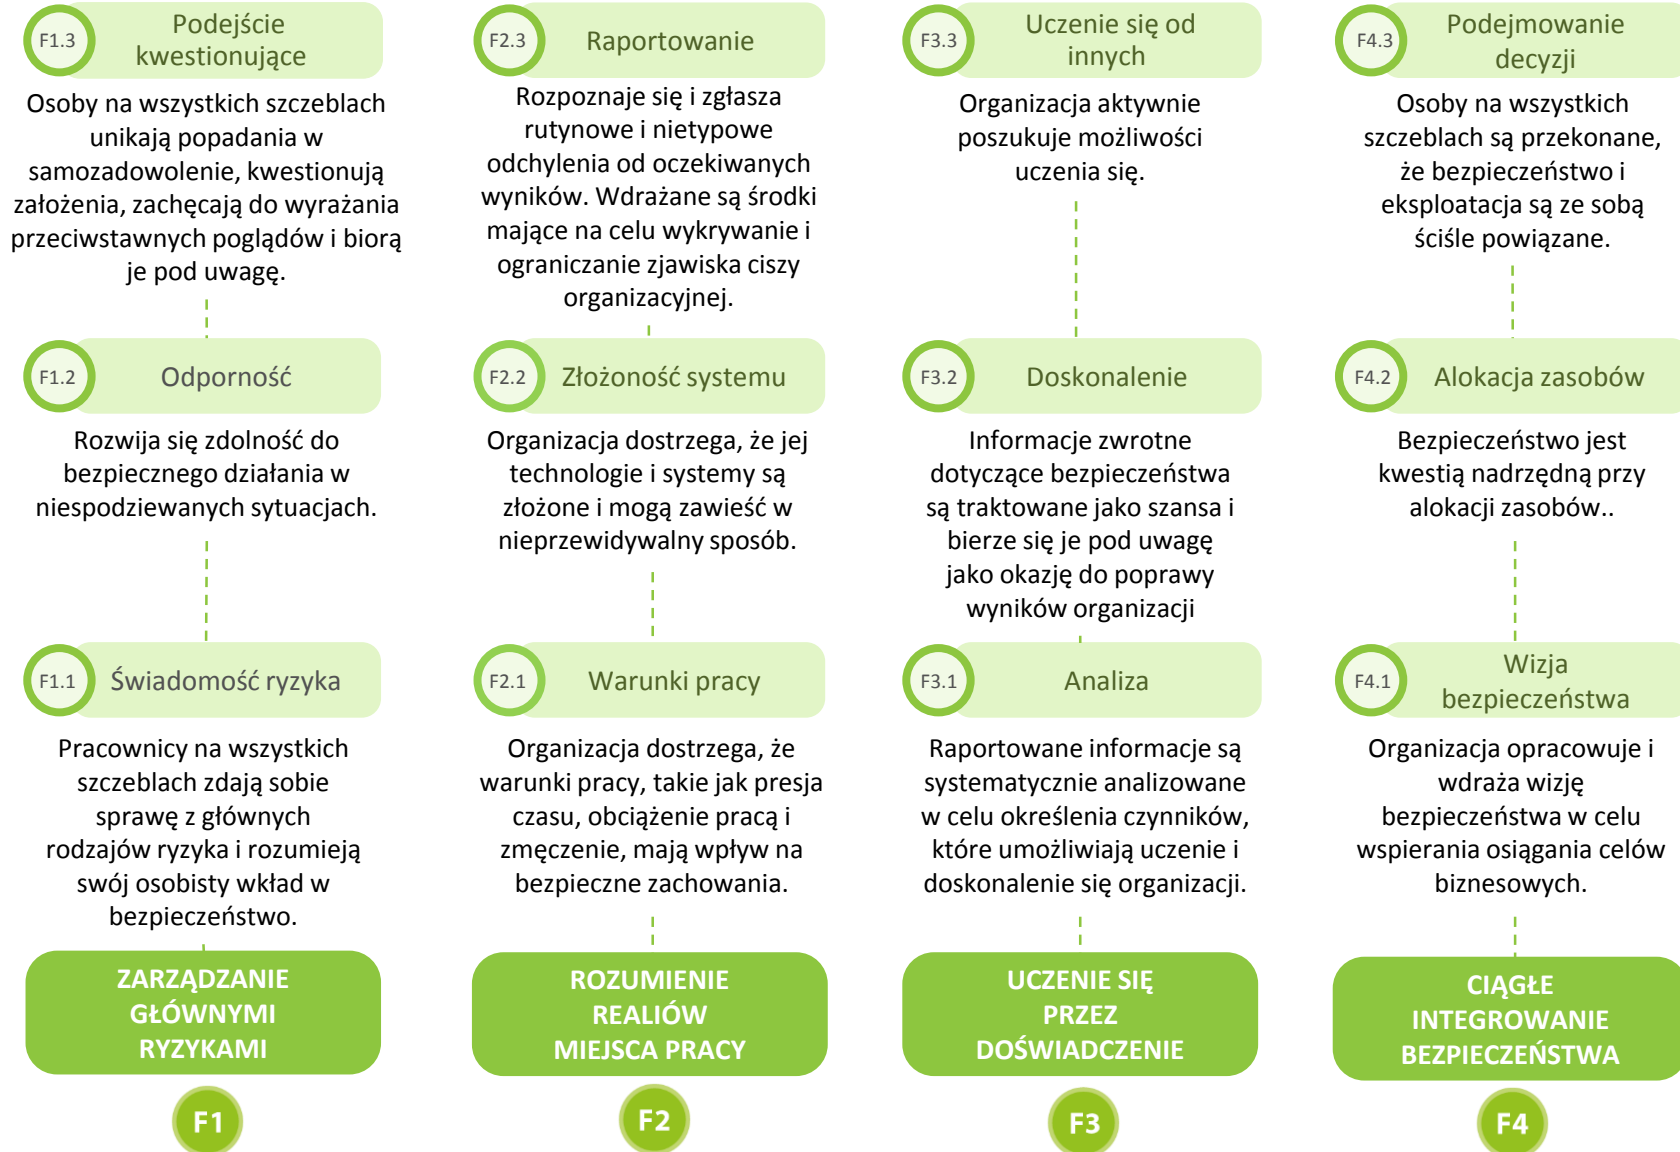 F1.3
Podejście
kwestionujące
Osoby na wszystkich szczeblach
unikają popadania w
samozadowolenie, kwestionują
założenia, zachęcają do wyrażania
przeciwstawnych poglądów i biorą
je pod uwagę.
F1.2
Odporność
Rozwija się zdolność do
bezpiecznego działania w
niespodziewanych sytuacjach.
F1.1
Świadomość ryzyka
Pracownicy na wszystkich
szczeblach zdają sobie
sprawę z głównych
rodzajów ryzyka i rozumieją
swój osobisty wkład w
bezpieczeństwo.
ZARZĄDZANIE
GŁÓWNYMI
RYZYKAMI
F1
F2.3
Raportowanie
Rozpoznaje się i zgłasza
rutynowe i nietypowe
odchylenia od oczekiwanych
wyników. Wdrażane są środki
mające na celu wykrywanie i
ograniczanie zjawiska ciszy
organizacyjnej.
F2.2
Złożoność systemu
Organizacja dostrzega, że jej
technologie i systemy są
złożone i mogą zawieść w
nieprzewidywalny sposób.
F2.1
Warunki pracy
Organizacja dostrzega, że
warunki pracy, takie jak presja
czasu, obciążenie pracą i
zmęczenie, mają wpływ na
bezpieczne zachowania.
ROZUMIENIE
REALIÓW
MIEJSCA PRACY
F2
F3.3
Uczenie się od
innych
Organizacja aktywnie
poszukuje możliwości
uczenia się.
F3.2
Doskonalenie
Informacje zwrotne
dotyczące bezpieczeństwa
są traktowane jako szansa i
bierze się je pod uwagę
jako okazję do poprawy
wyników organizacji
F3.1
Analiza
Raportowane informacje są
systematycznie analizowane
w celu określenia czynników,
które umożliwiają uczenie i
doskonalenie się organizacji.
UCZENIE SIĘ
PRZEZ
DOŚWIADCZENIE
F3
F4.3
Podejmowanie
decyzji
Osoby na wszystkich
szczeblach są przekonane,
że bezpieczeństwo i
eksploatacja są ze sobą
ściśle powiązane.
F4.2
Alokacja zasobów
Bezpieczeństwo jest
kwestią nadrzędną przy
alokacji zasobów..
F4.1
Wizja
bezpieczeństwa
Organizacja opracowuje i
wdraża wizję
bezpieczeństwa w celu
wspierania osiągania celów
biznesowych.
CIĄGŁE
INTEGROWANIE
BEZPIECZEŃSTWA
F4